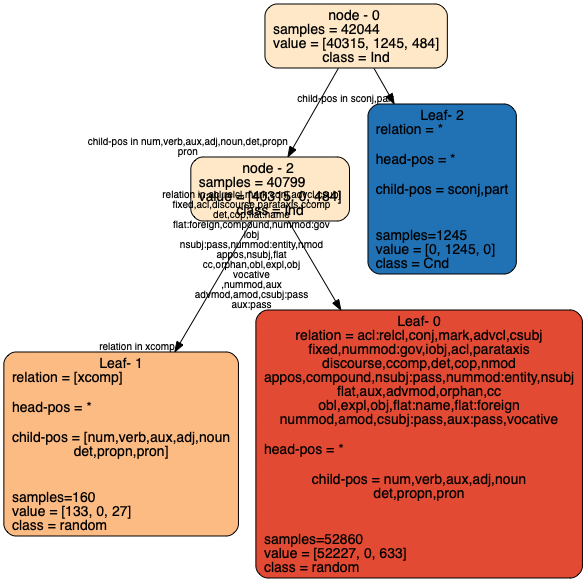 node - 0
samples = 42044
value = [40315, 1245, 484]
class = Ind
child-pos in sconj,part
child-pos in num,verb,aux,adj,noun,det,propn
pron
Leaf- 2
relation = *
head-pos = *
child-pos = sconj,part
samples=1245
value = [0, 1245, 0]
class = Cnd
node - 2
samples = 40799
value = [40315, 0, 484]
class = Ind
relation in
fixed,acl,discourse,parataxis,ccomp
det,cop,flat:name
flat:foreign,compound,nummod:gov
iobj
nsubj:pass,nummod:entity,nmod
appos,nsubj,flat
cc,orphan,obl,expl,obj
vocative
,nummod,aux
advmod,amod,csubj:pass
aux:pass
relation in xcomp
Leaf- 1
relation = [xcomp]
head-pos = *
child-pos = [num,verb,aux,adj,noun
det,propn,pron]
samples=160
value = [133, 0, 27]
class = random
Leaf- 0
relation = acl:relcl,conj,mark,advcl,csubj
fixed,nummod:gov,iobj,acl,parataxis
discourse,ccomp,det,cop,nmod
appos,compound,nsubj:pass,nummod:entity,nsubj
flat,aux,advmod,orphan,cc
obl,expl,obj,flat:name,flat:foreign
nummod,amod,csubj:pass,aux:pass,vocative
head-pos = *
child-pos = num,verb,aux,adj,noun
det,propn,pron
samples=52860
value = [52227, 0, 633]
class = random